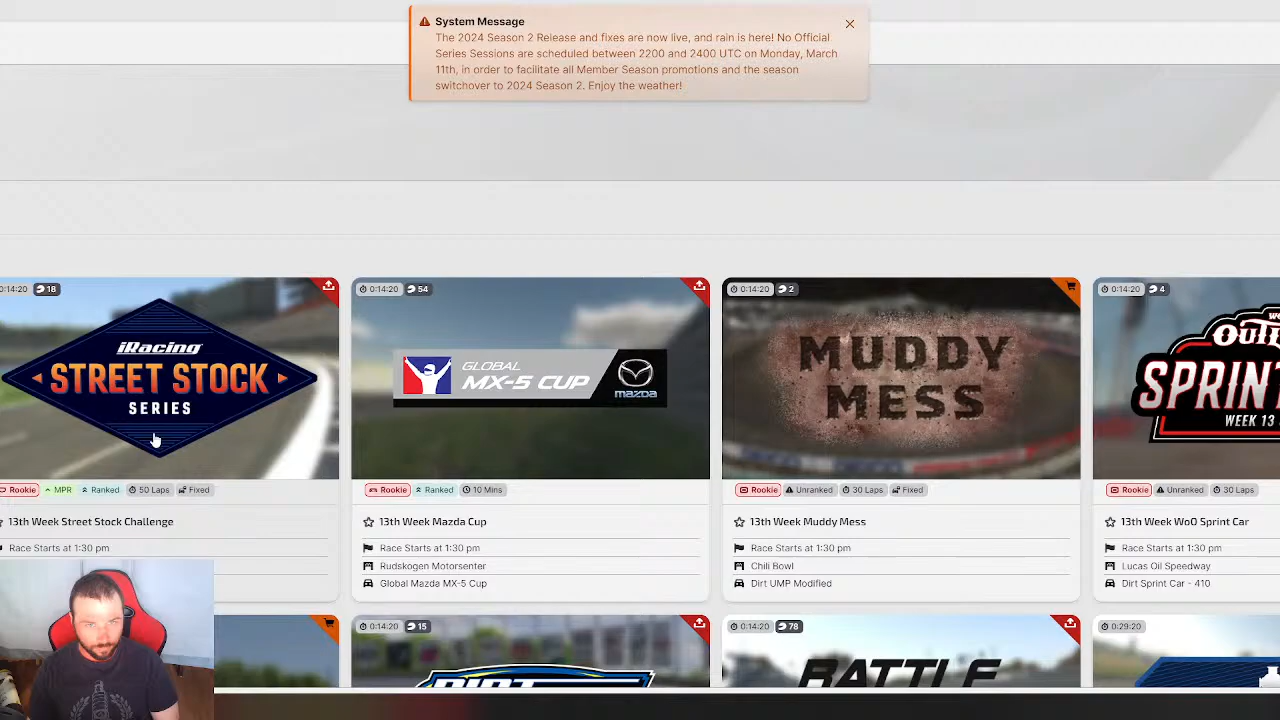 System Message
The 2024 Season 2 Release and fixes are now live, and rain is here! No Official
Series Sessions are scheduled between 2200 and 2400 UTC on Monday, March
11th, in order to facilitate all Member Season promotions and the season
switchover to 2024 Season 2. Enjoy the weather!
0:14:20 18
iRacing
STREET STOCK
SERIES
Rookie MPR Ranked 50 Laps Fixed
13th Week Street Stock Challenge
Race Starts at 1:30 pm
0:14:20 54
GLOBAL
MX-5 CUP
mazda
Rookie Ranked 10 Mins
13th Week Mazda Cup
Race Starts at 1:30 pm
Rudskogen Motorsenter
Global Mazda MX-5 Cup
0:14:20 2
MUDDY
MESS
Rookie Unranked 30 Laps Fixed
13th Week Muddy Mess
Race Starts at 1:30 pm
Chili Bowl
Dirt UMP Modified
0:14:20 4
SPRINT
WEEK 13
Rookie Unranked 30 Laps
13th Week WoO Sprint Car
Race Starts at 1:30 pm
Lucas Oil Speedway
Dirt Sprint Car - 410
0:14:20 15
DIRT
0:14:20 78
BATTLE
0:29:20